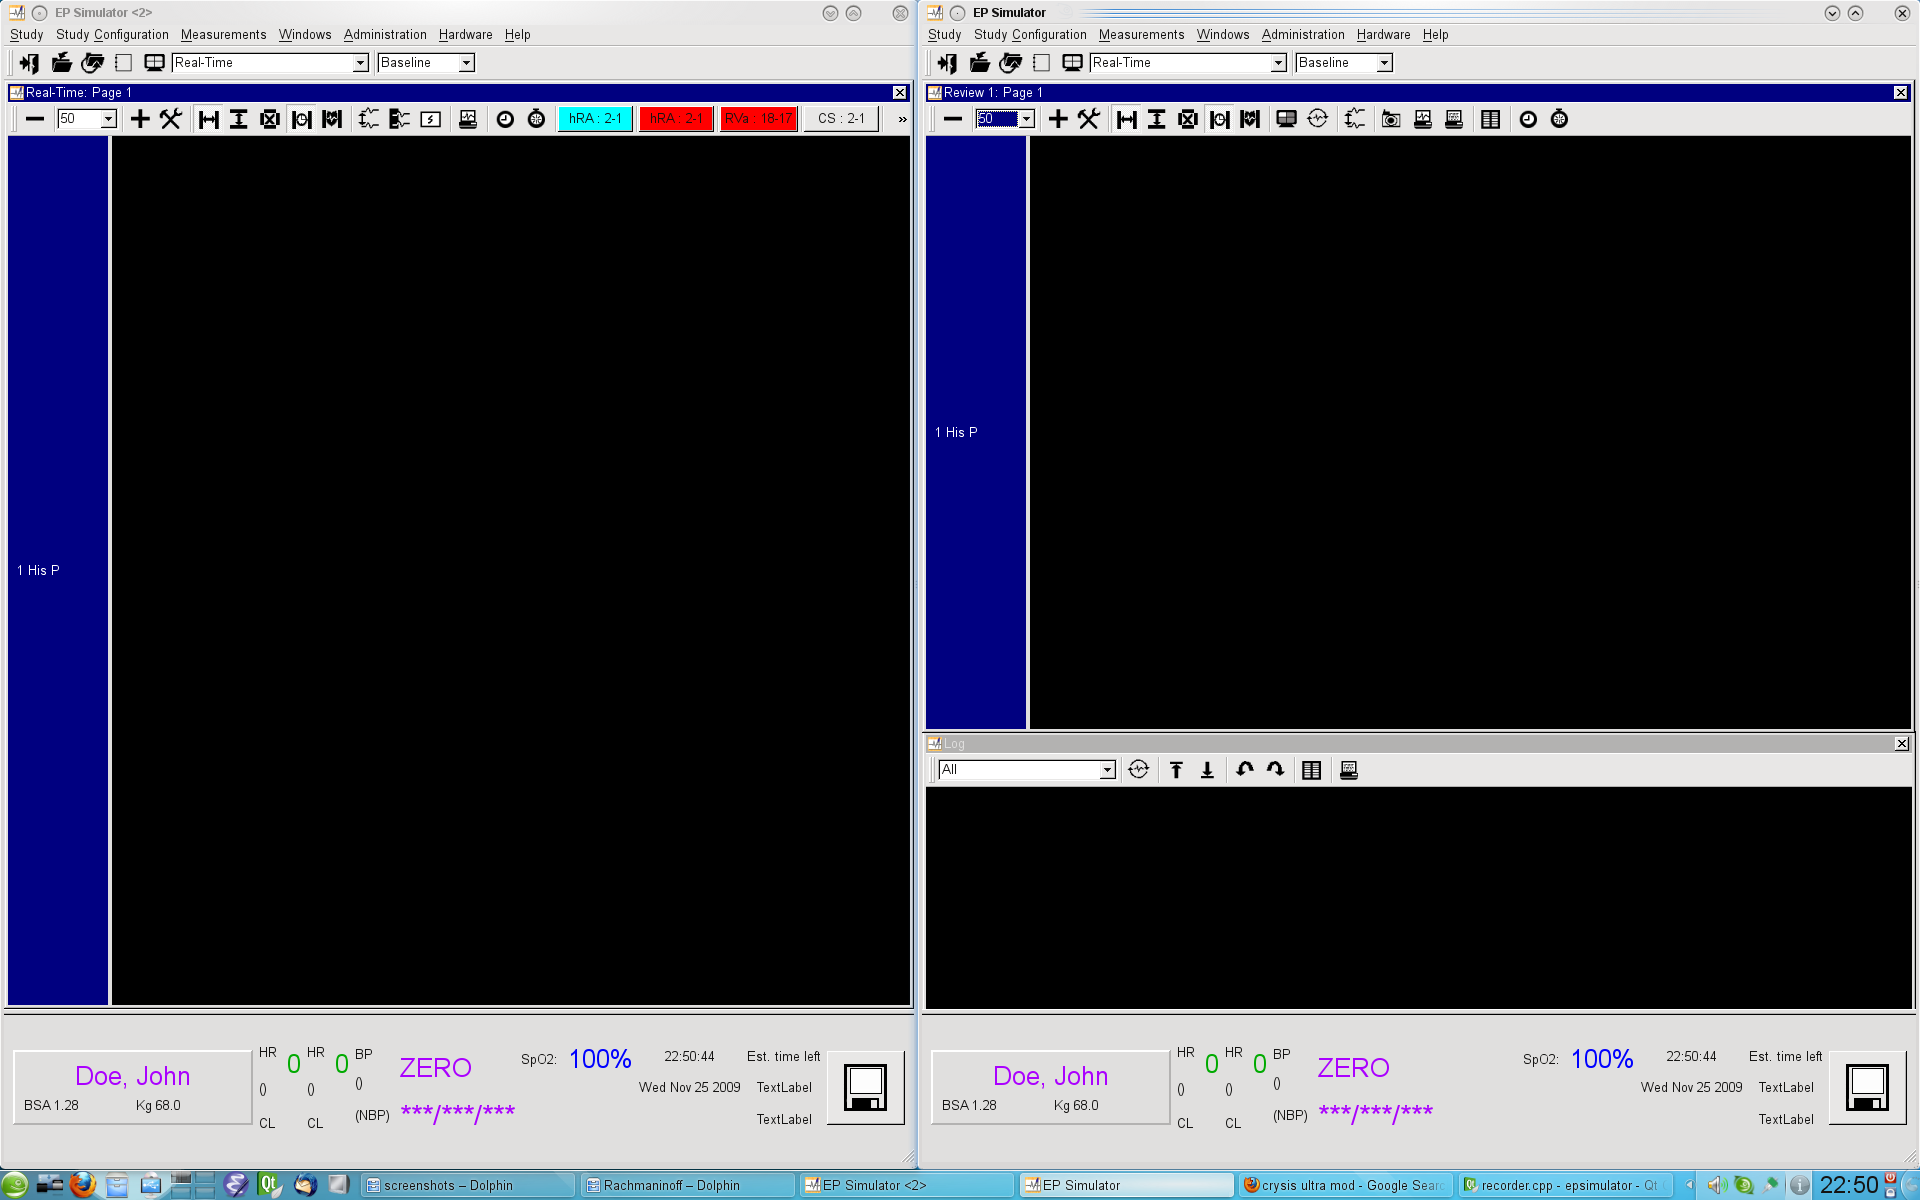 EP Simulator <2>
Study Study Configuration Measurements Windows Administration Hardware Help
Real-Time Baseline
Real-Time: Page 1
50 hRA : 2-1 hRA : 2-1 RVa : 18-17 CS : 2-1 »
1 His P
HR 0 HR 0 BP ZERO SpO2: 100% 22:50:44 Est. time left
Doe, John
() () () Wed Nov 25 2009 TextLabel
BSA 1.28 Kg 68.0
CL CL (NBP) ***/***/*** TextLabel
EP Simulator
Study Study Configuration Measurements Windows Administration Hardware Help
Real-Time Baseline
Review 1: Page 1
50
1 His P
Log
All
HR 0 HR 0 BP ZERO SpO2: 100% 22:50:44 Est. time left
Doe, John
() () () Wed Nov 25 2009 TextLabel
BSA 1.28 Kg 68.0
CL CL (NBP) ***/***/*** TextLabel
Qt screenshots – Dolphin Rachmaninoff – Dolphin EP Simulator <2> EP Simulator crysis ultra mod - Google Sear recorder.cpp - epsimulator - Qt 22:50